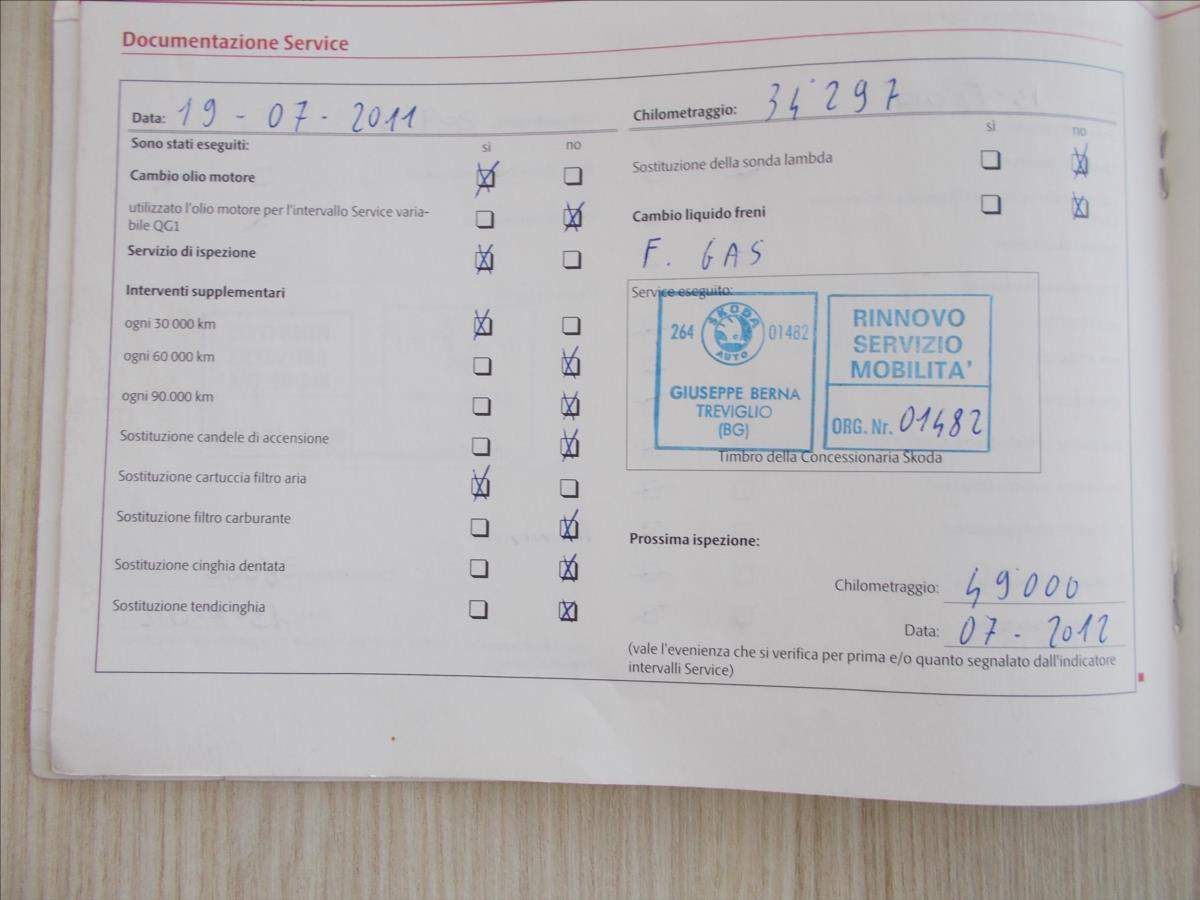 Documentazione Service
Data: 19 - 07 - 2011
Sono stati eseguiti:
sì no
Cambio olio motore
utilizzato l'olio motore per l'intervallo Service varia-
bile QG1
Servizio di ispezione
Interventi supplementari
ogni 30 000 km
ogni 60 000 km
ogni 90.000 km
Sostituzione candele di accensione
Sostituzione cartuccia filtro aria
Sostituzione filtro carburante
Sostituzione cinghia dentata
Sostituzione tendicinghia
Chilometraggio: 34'297
sì no
Sostituzione della sonda lambda
Cambio liquido freni
F. GAS
Service eseguito:
264 ŠKODA AUTO 01482
GIUSEPPE BERNA
TREVIGLIO
(BG)
RINNOVO
SERVIZIO
MOBILITA'
ORG. Nr. 01482
Timbro della Concessionaria Škoda
Prossima ispezione:
Chilometraggio: 49'000
Data: 07 - 2012
(vale l'evenienza che si verifica per prima e/o quanto segnalato dall'indicatore
intervalli Service)